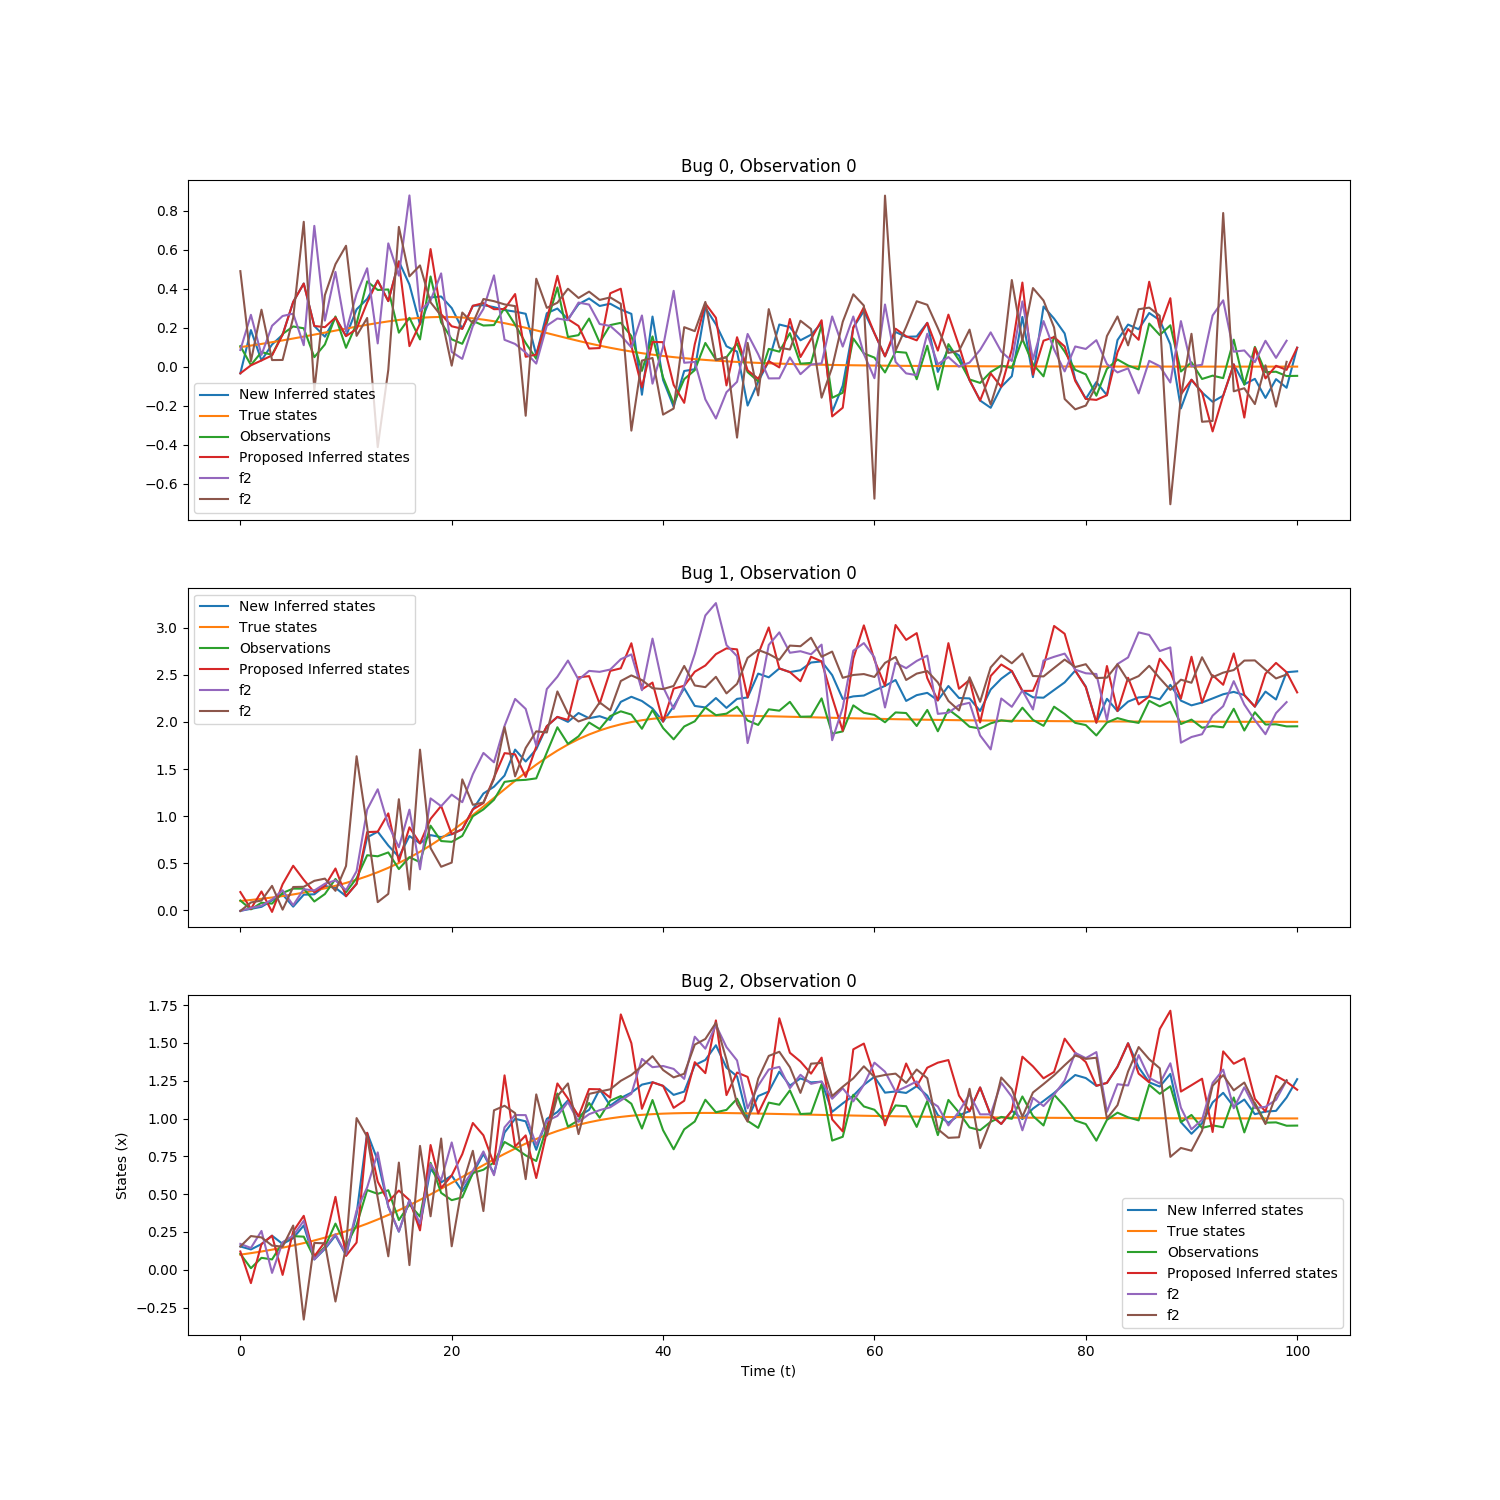 Bug 0, Observation 0
0.8
0.6
0.4
0.2
0.0
−0.2
−0.4
−0.6
New Inferred states
True states
Observations
Proposed Inferred states
f2
f2
Bug 1, Observation 0
3.0
2.5
2.0
1.5
1.0
0.5
0.0
New Inferred states
True states
Observations
Proposed Inferred states
f2
f2
Bug 2, Observation 0
1.75
1.50
1.25
1.00
0.75
0.50
0.25
0.00
−0.25
States (x)
New Inferred states
True states
Observations
Proposed Inferred states
f2
f2
0 20 40 60 80 100
Time (t)